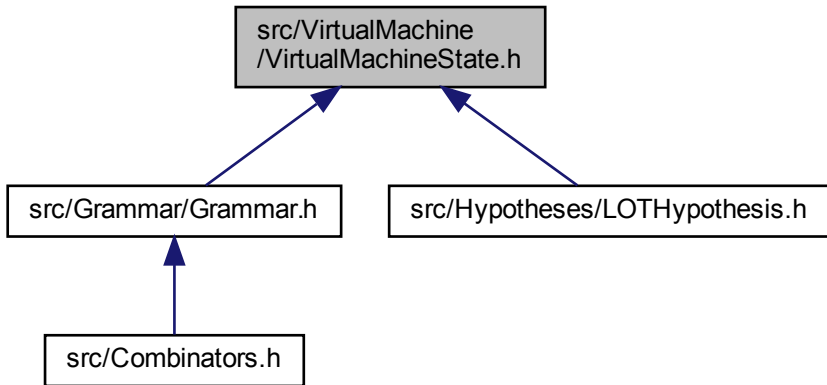 src/VirtualMachine
/VirtualMachineState.h
src/Grammar/Grammar.h
src/Hypotheses/LOTHypothesis.h
src/Combinators.h